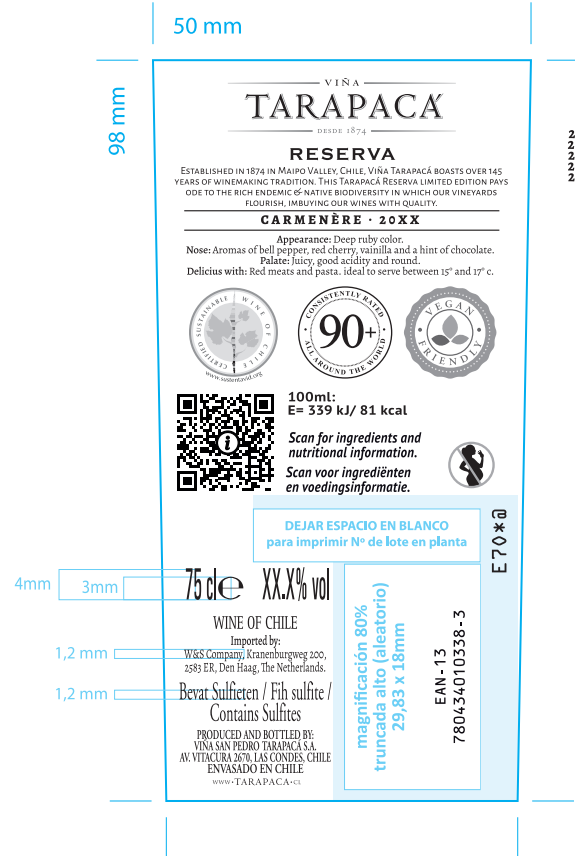 50 mm
98 mm
VIÑA
TARAPACÁ
DESDE 1874
RESERVA
ESTABLISHED IN 1874 IN MAIPO VALLEY, CHILE, VIÑA TARAPACÁ BOASTS OVER 145
YEARS OF WINEMAKING TRADITION. THIS TARAPACÁ RESERVA LIMITED EDITION PAYS
ODE TO THE RICH ENDEMIC & NATIVE BIODIVERSITY IN WHICH OUR VINEYARDS
FLOURISH, IMBUYING OUR WINES WITH QUALITY.
CARMENÈRE · 20XX
Appearance: Deep ruby color.
Nose: Aromas of bell pepper, red cherry, vainilla and a hint of chocolate.
Palate: Juicy, good acidity and round.
Delicius with: Red meats and pasta. ideal to serve between 15º and 17º c.
CERTIFIED SUSTAINABLE WINE OF CHILE
www.sustentavid.org
CONSISTENTLY RATED
90+
ALL AROUND THE WORLD
VEGAN
FRIENDLY
100ml:
E= 339 kJ/ 81 kcal
Scan for ingredients and
nutritional information.
Scan voor ingrediënten
en voedingsinformatie.
DEJAR ESPACIO EN BLANCO
para imprimir Nº de lote en planta
E70*@
4mm
3mm
75 cl e XX.X% vol
WINE OF CHILE
Imported by:
1,2 mm
W&S Company, Kranenburgweg 200,
2583 ER, Den Haag, The Netherlands.
1,2 mm
Bevat Sulfieten / Fih sulfite /
Contains Sulfites
PRODUCED AND BOTTLED BY:
VIÑA SAN PEDRO TARAPACÁ S.A.
AV. VITACURA 2670, LAS CONDES, CHILE
ENVASADO EN CHILE
WWW·TARAPACA·CL
magnificación 80%
truncada alto (aleatorio)
29,83 x 18mm
EAN-13
780434010338-3
2
2
2
2
2